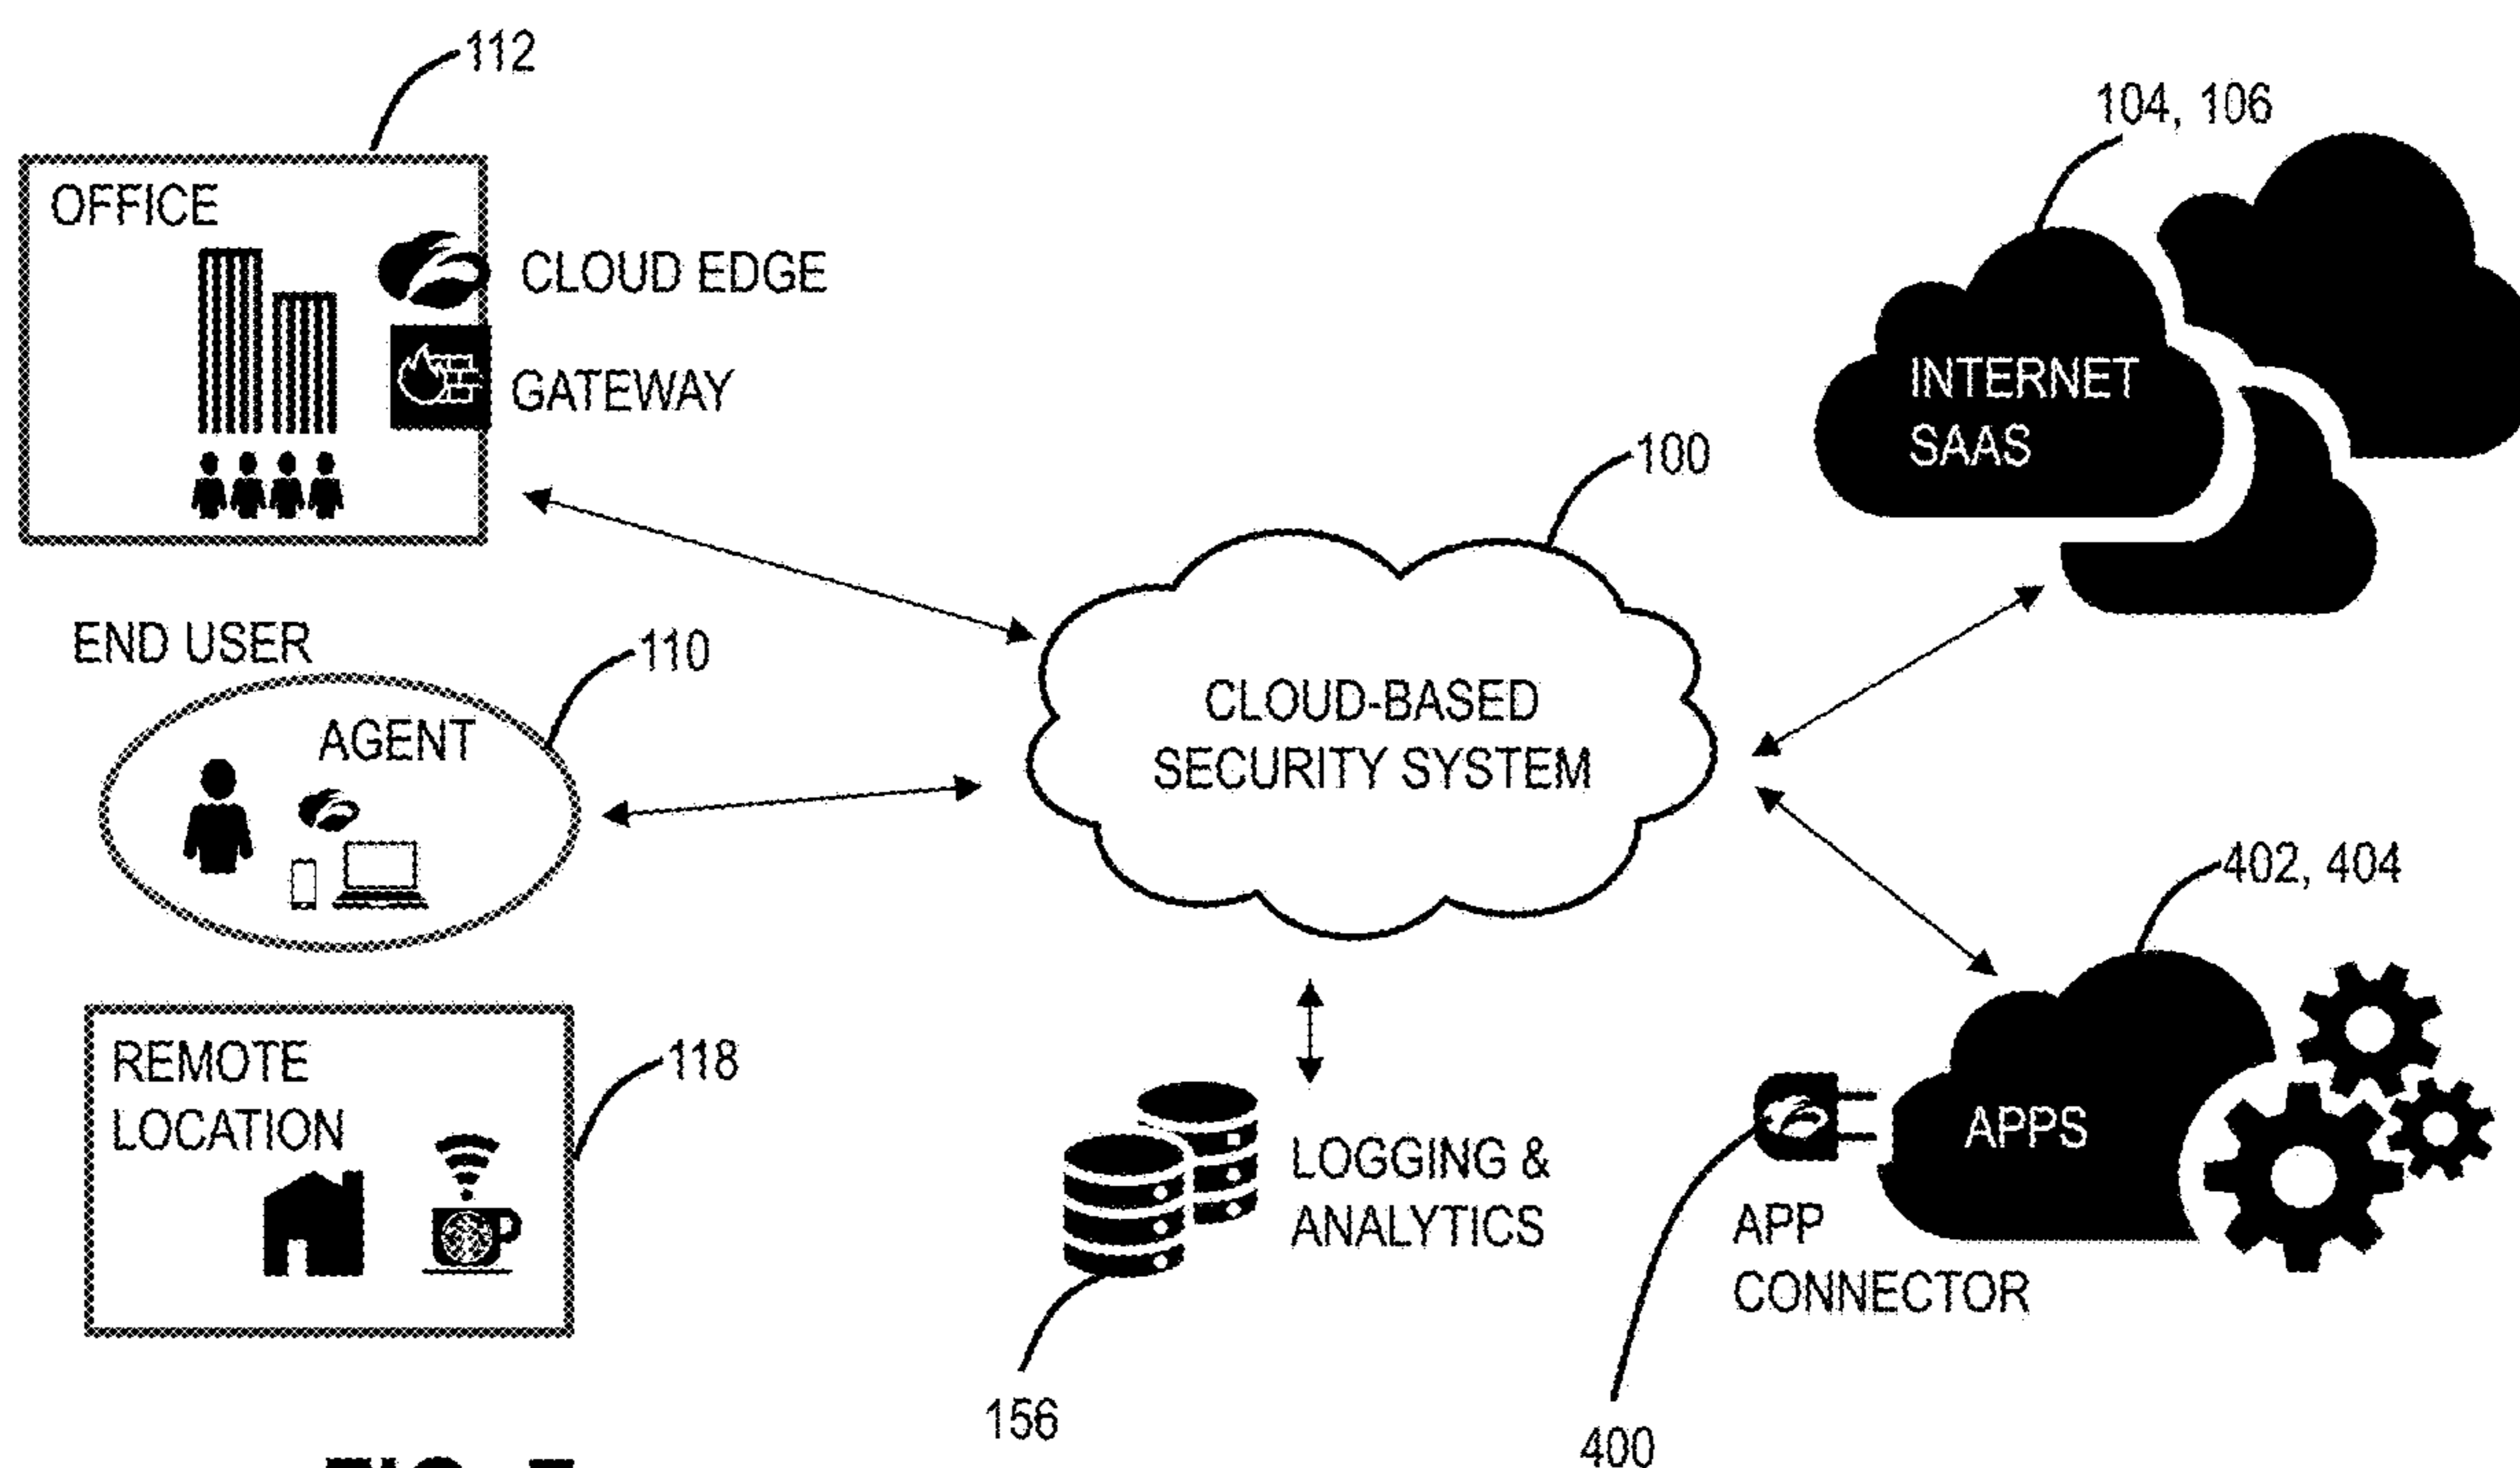 112
104, 106
OFFICE
CLOUD EDGE
GATEWAY
INTERNET
SAAS
100
END USER
110
AGENT
CLOUD-BASED
SECURITY SYSTEM
402, 404
REMOTE
LOCATION
118
LOGGING &
ANALYTICS
APPS
APP
CONNECTOR
156
400